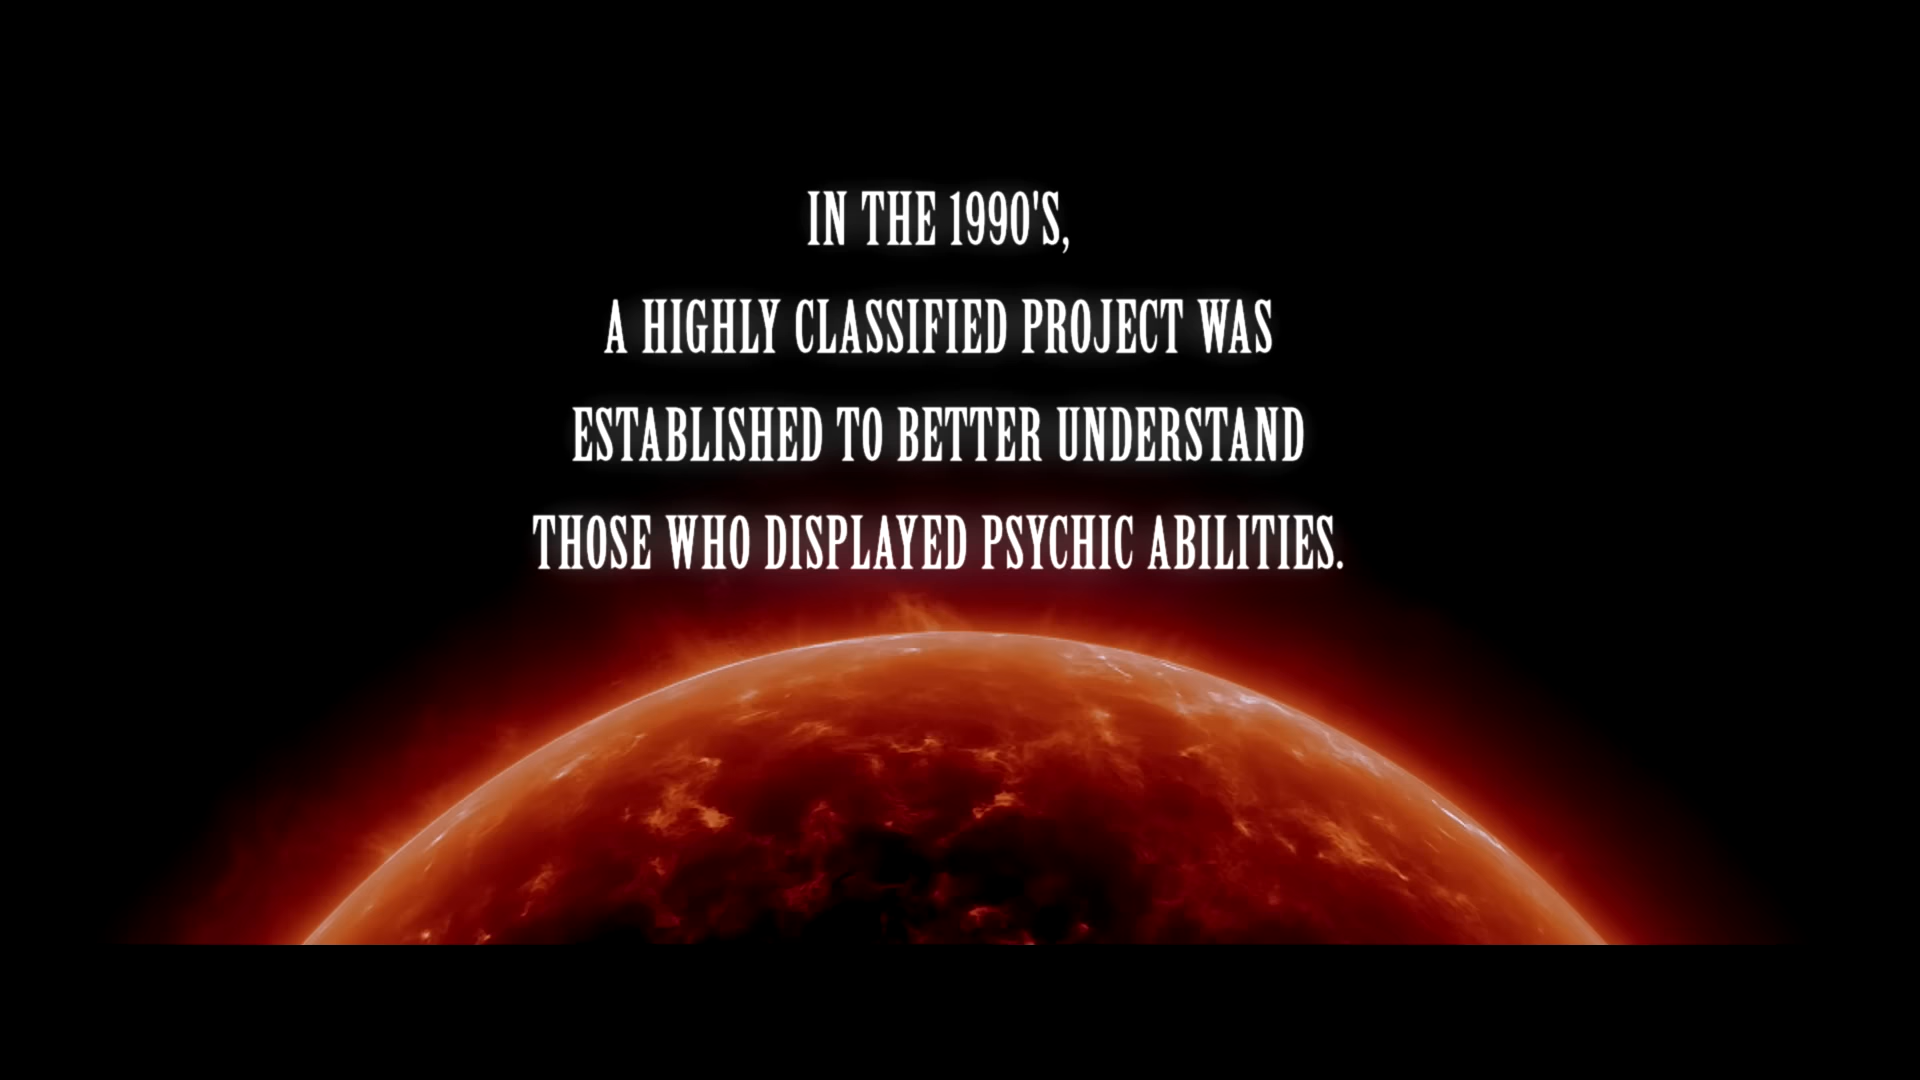 IN THE 1990'S,
A HIGHLY CLASSIFIED PROJECT WAS
ESTABLISHED TO BETTER UNDERSTAND
THOSE WHO DISPLAYED PSYCHIC ABILITIES.